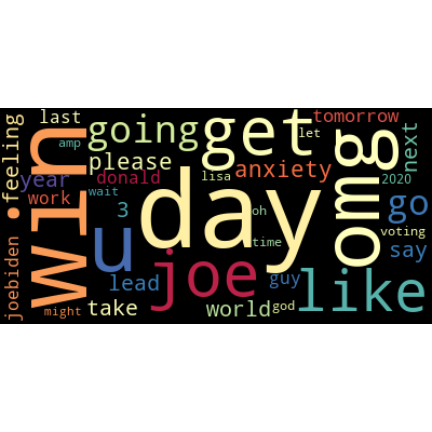 last
going
get
tomorrow
let
omg
next
feeling
win
amp
please
donald
lisa
anxiety
2020
year
work
wait
3
day
oh
time
go
voting
say
joebiden
•
u
lead
joe
guy
like
might
take
world
god